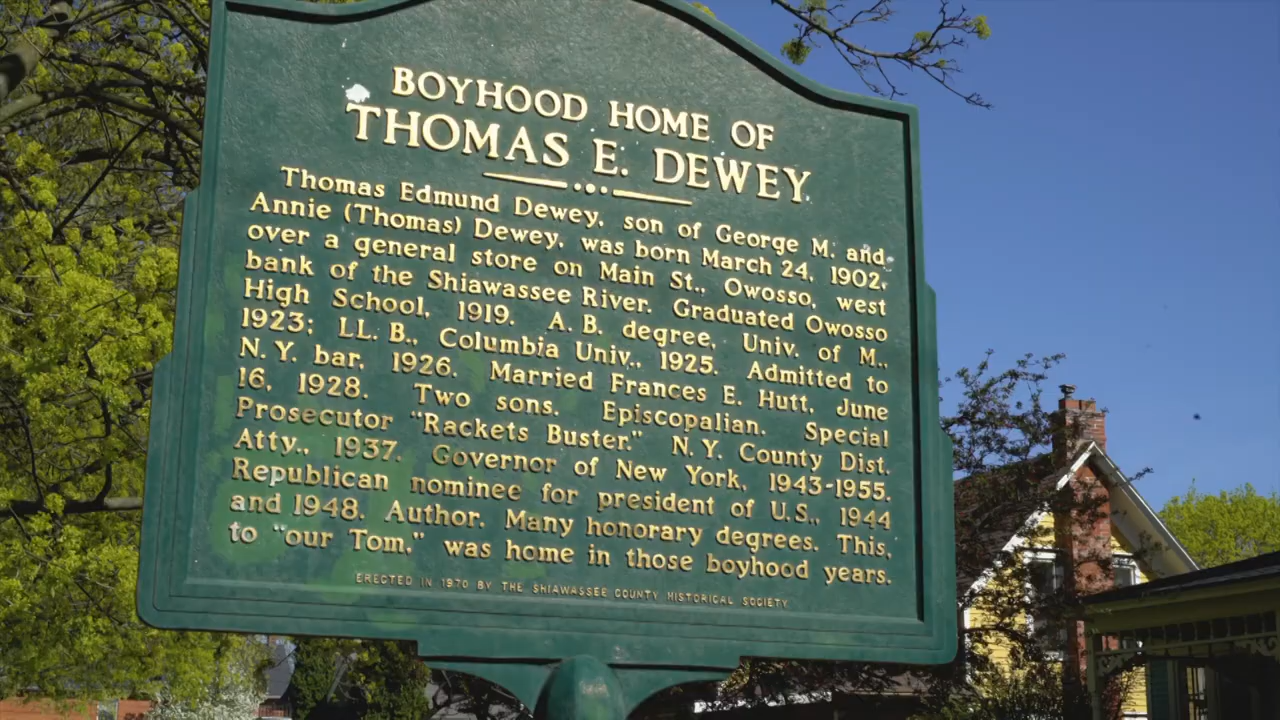 BOYHOOD HOME OF
THOMAS E. DEWEY
Thomas Edmund Dewey, son of George M. and
Annie (Thomas) Dewey, was born March 24, 1902,
over a general store on Main St., Owosso, west
bank of the Shiawassee River. Graduated Owosso
High School, 1919. A.B. degree, Univ. of M.,
1923; LL.B., Columbia Univ., 1925. Admitted to
N.Y. bar, 1926. Married Frances E. Hutt, June
16, 1928. Two sons. Episcopalian. Special
Prosecutor "Rackets Buster." N.Y. County Dist.
Atty., 1937. Governor of New York, 1943-1955.
Republican nominee for president of U.S., 1944
and 1948. Author. Many honorary degrees. This,
to "our Tom," was home in those boyhood years.
ERECTED IN 1970 BY THE SHIAWASSEE COUNTY HISTORICAL SOCIETY